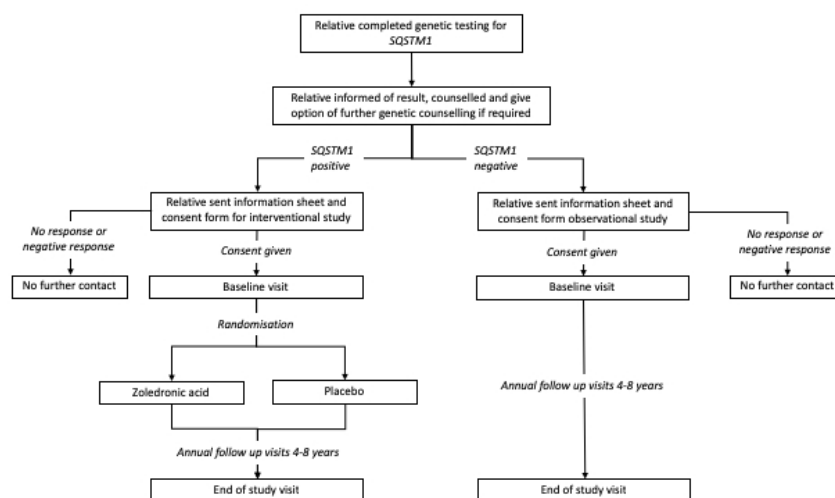 Relative completed genetic testing for
SQSTM1
Relative informed of result, counselled and give
option of further genetic counselling if required
SQSTM1
positive
SQSTM1
negative
Relative sent information sheet and
consent form for interventional study
Relative sent information sheet and
consent form observational study
No response or
negative response
Consent given
Consent given
No response or
negative response
No further contact
Baseline visit
Baseline visit
No further contact
Randomisation
Zoledronic acid
Placebo
Annual follow up visits 4-8 years
Annual follow up visits 4-8 years
End of study visit
End of study visit